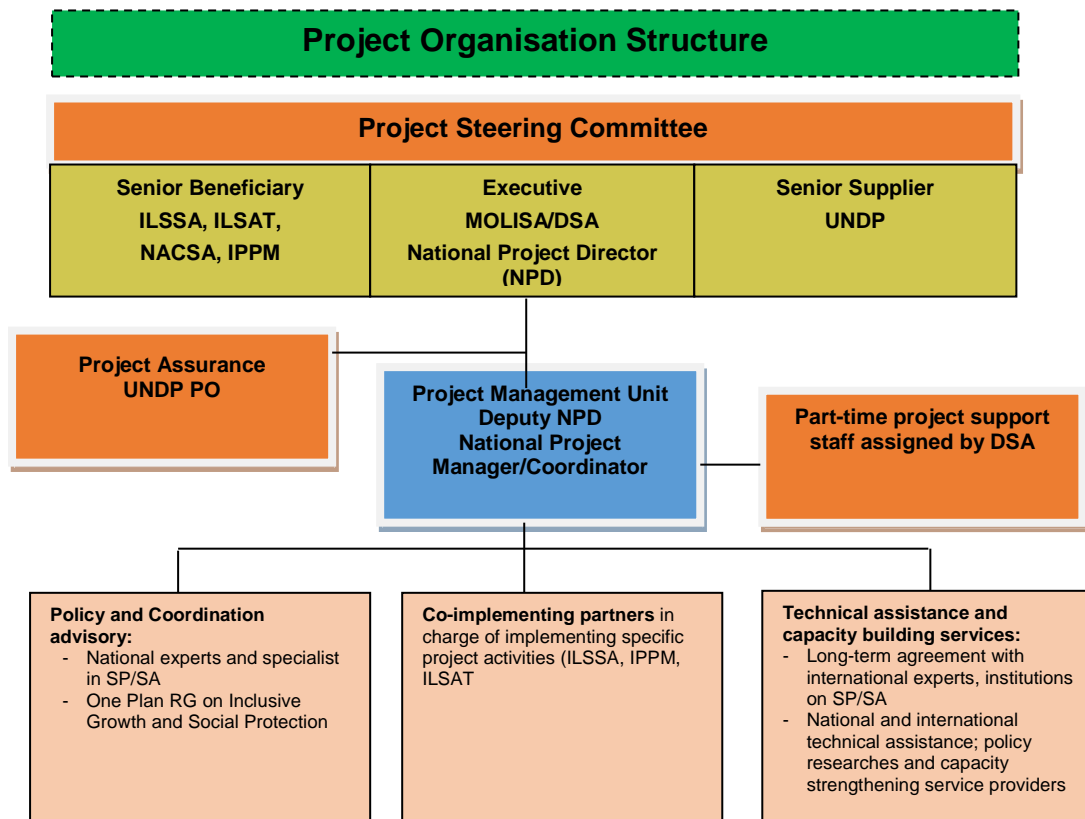 Project Organisation Structure
Project Steering Committee
Senior Beneficiary
ILSSA, ILSAT,
NACSA, IPPM
Executive
MOLISA/DSA
National Project Director
(NPD)
Senior Supplier
UNDP
Project Assurance
UNDP PO
Project Management Unit
Deputy NPD
National Project
Manager/Coordinator
Part-time project support
staff assigned by DSA
Policy and Coordination
advisory:
- National experts and specialist
in SP/SA
- One Plan RG on Inclusive
Growth and Social Protection
Co-implementing partners in
charge of implementing specific
project activities (ILSSA, IPPM,
ILSAT
Technical assistance and
capacity building services:
- Long-term agreement with
international experts, institutions
on SP/SA
- National and international
technical assistance; policy
researches and capacity
strengthening service providers